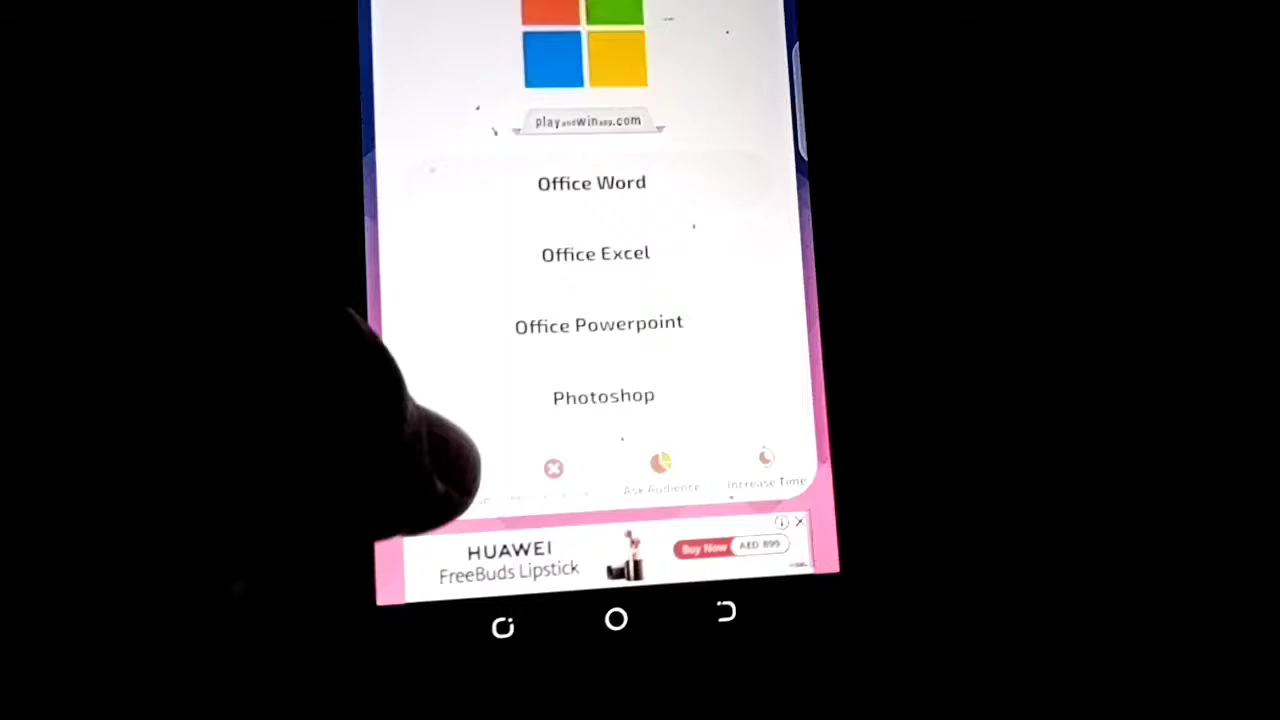 playandwinapp.com
Office Word
Office Excel
Office Powerpoint
Photoshop
Ask Audience
Increase Time
HUAWEI
FreeBuds Lipstick
Buy Now
AED 899